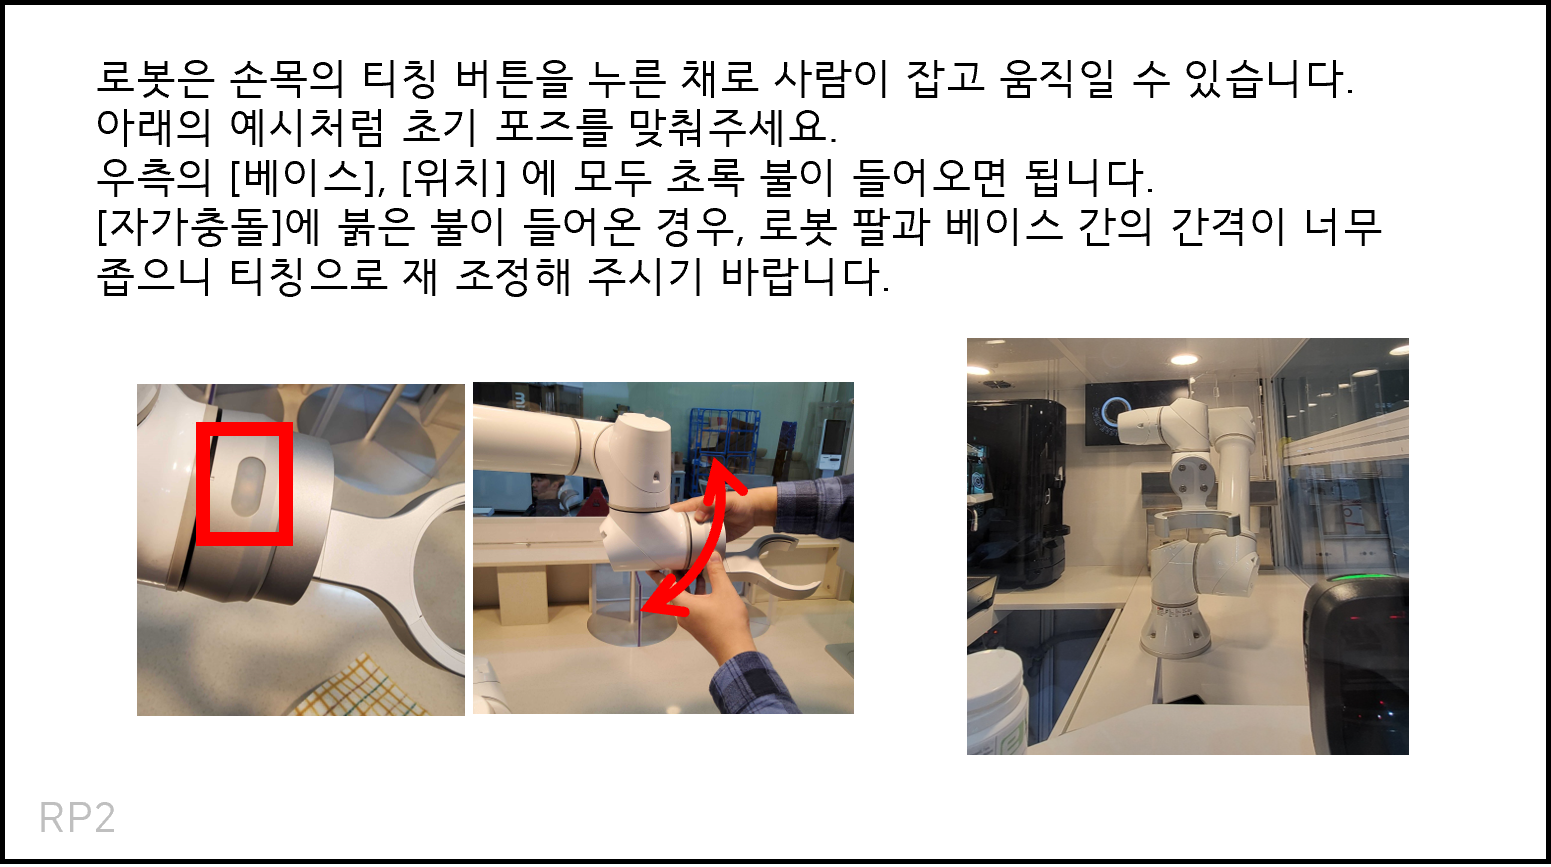 로봇은 손목의 티칭 버튼을 누른 채로 사람이 잡고 움직일 수 있습니다.
아래의 예시처럼 초기 포즈를 맞춰주세요.
우측의 [베이스], [위치] 에 모두 초록 불이 들어오면 됩니다.
[자가충돌]에 붉은 불이 들어온 경우, 로봇 팔과 베이스 간의 간격이 너무
좁으니 티칭으로 재 조정해 주시기 바랍니다.
RP2